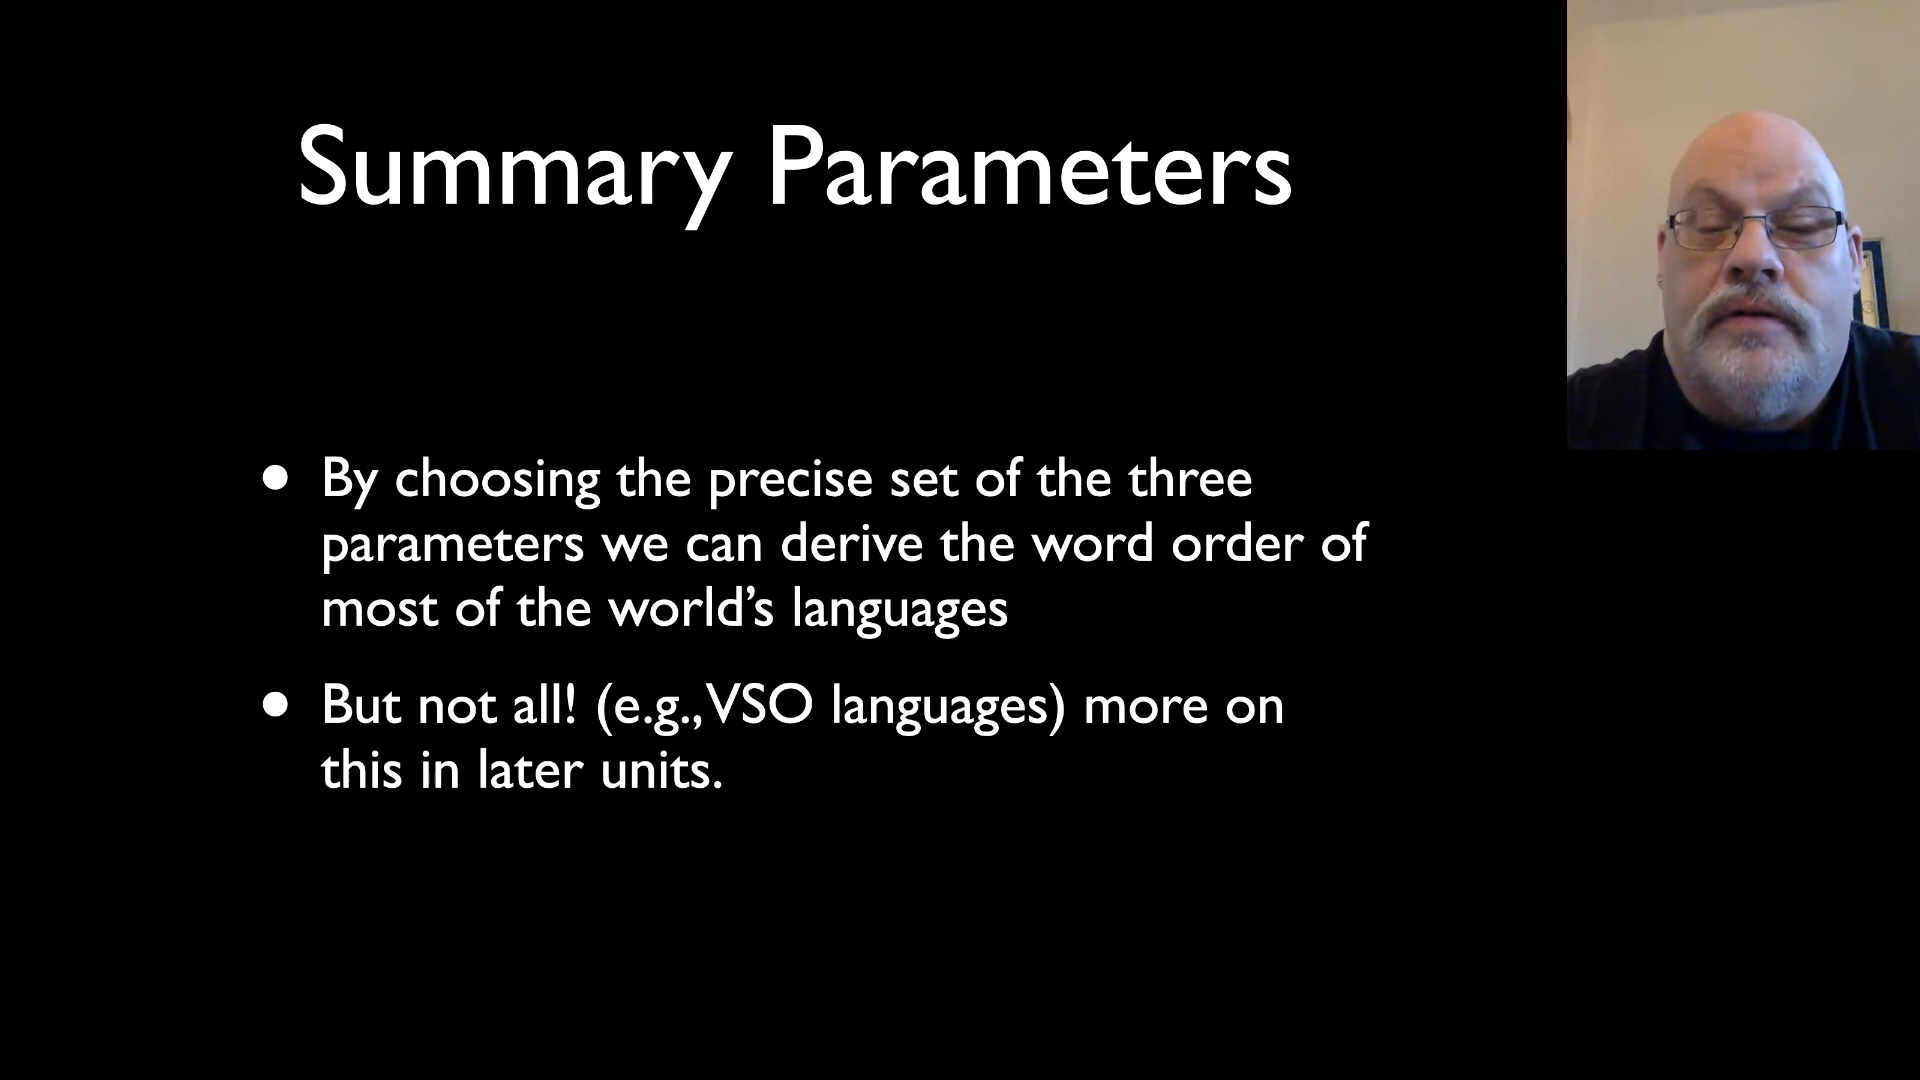 Summary Parameters
• By choosing the precise set of the three
parameters we can derive the word order of
most of the world’s languages
• But not all! (e.g., VSO languages) more on
this in later units.